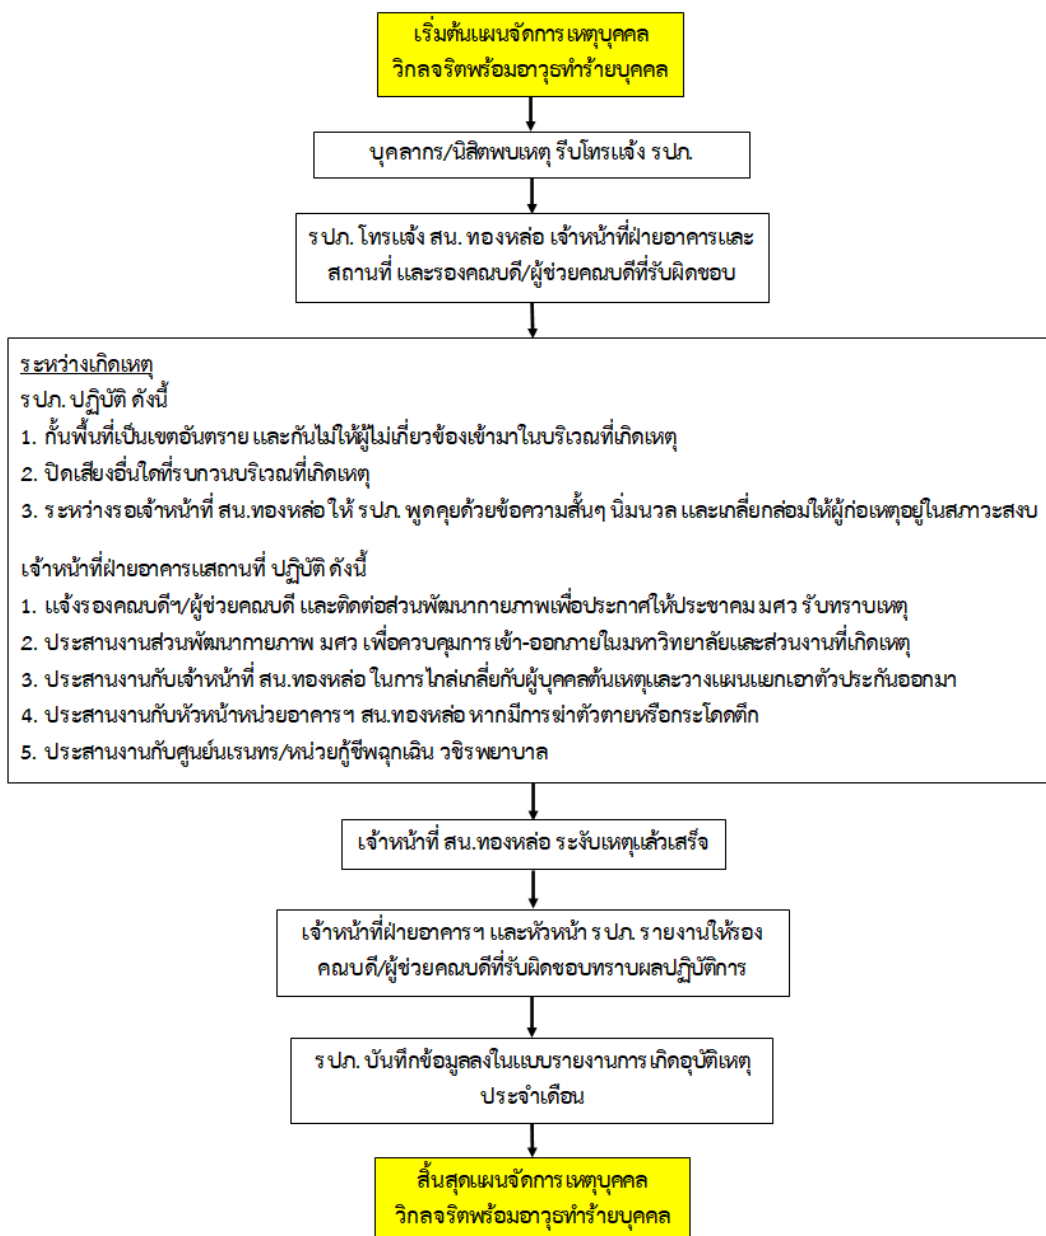 เริ่มต้นแผนจัดการเหตุบุคคล
วิกลจริตพร้อมอาวุธทำร้ายบุคคล
บุคลากร/นิสิตพบเหตุ รีบโทรแจ้ง รปภ.
รปภ. โทรแจ้ง สน. ทองหล่อ เจ้าหน้าที่ฝ่ายอาคารและ
สถานที่ และรองคณบดี/ผู้ช่วยคณบดีที่รับผิดชอบ
ระหว่างเกิดเหตุ
รปภ. ปฏิบัติ ดังนี้
1. กั้นพื้นที่เป็นเขตอันตราย และกันไม่ให้ผู้ไม่เกี่ยวข้องเข้ามาในบริเวณที่เกิดเหตุ
2. ปิดเสียงอื่นใดที่รบกวนบริเวณที่เกิดเหตุ
3. ระหว่างรอเจ้าหน้าที่ สน.ทองหล่อ ให้ รปภ. พูดคุยด้วยข้อความสั้นๆ นิ่มนวล และเกลี่ยกล่อมให้ผู้ก่อเหตุอยู่ในสภาวะสงบ
เจ้าหน้าที่ฝ่ายอาคารแสถานที่ ปฏิบัติ ดังนี้
1. แจ้งรองคณบดีฯ/ผู้ช่วยคณบดี และติดต่อส่วนพัฒนากายภาพเพื่อประกาศให้ประชาคม มศว รับทราบเหตุ
2. ประสานงานส่วนพัฒนากายภาพ มศว เพื่อควบคุมการเข้า-ออกภายในมหาวิทยาลัยและส่วนงานที่เกิดเหตุ
3. ประสานงานกับเจ้าหน้าที่ สน.ทองหล่อ ในการไกล่เกลี่ยกับผู้บุคคลต้นเหตุและวางแผนแยกเอาตัวประกันออกมา
4. ประสานงานกับหัวหน้าหน่วยอาคารฯ สน.ทองหล่อ หากมีการฆ่าตัวตายหรือกระโดดตึก
5. ประสานงานกับศูนย์นเรนทร/หน่วยกู้ชีพฉุกเฉิน วชิรพยาบาล
เจ้าหน้าที่ สน.ทองหล่อ ระงับเหตุแล้วเสร็จ
เจ้าหน้าที่ฝ่ายอาคารฯ และหัวหน้า รปภ. รายงานให้รอง
คณบดี/ผู้ช่วยคณบดีที่รับผิดชอบทราบผลปฏิบัติการ
รปภ. บันทึกข้อมูลลงในแบบรายงานการเกิดอุบัติเหตุ
ประจำเดือน
สิ้นสุดแผนจัดการเหตุบุคคล
วิกลจริตพร้อมอาวุธทำร้ายบุคคล